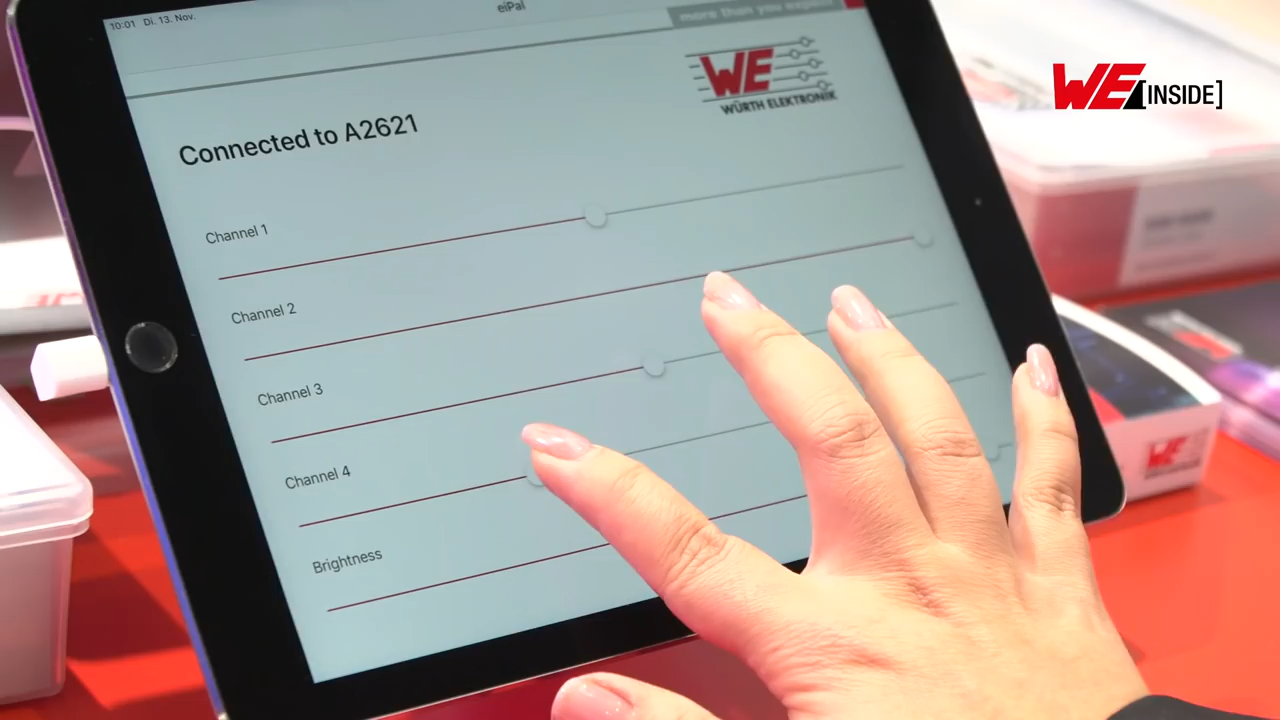 10:01 Di. 13. Nov.
eiPal
more than you expect
WE
WÜRTH ELEKTRONIK
WE [INSIDE]
Connected to A2621
Channel 1
Channel 2
Channel 3
Channel 4
Brightness
WE